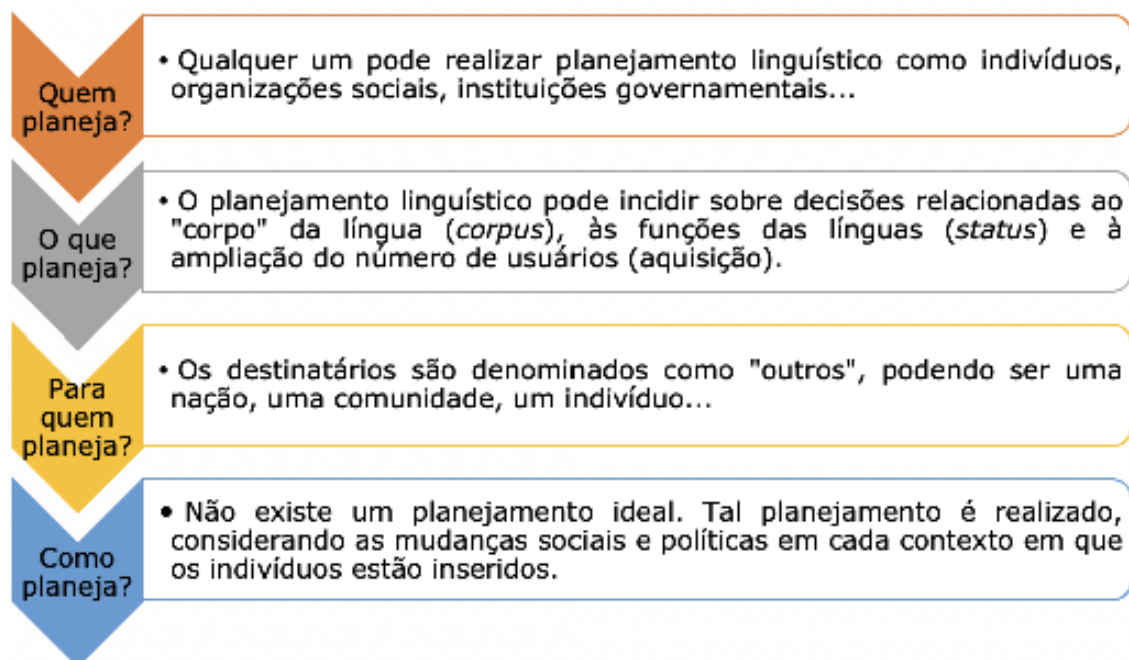 Quem
planeja?
• Qualquer um pode realizar planejamento linguístico como indivíduos,
organizações sociais, instituições governamentais...
O que
planeja?
• O planejamento linguístico pode incidir sobre decisões relacionadas ao
"corpo" da língua (corpus), às funções das línguas (status) e à
ampliação do número de usuários (aquisição).
Para
quem
planeja?
• Os destinatários são denominados como "outros", podendo ser uma
nação, uma comunidade, um indivíduo...
Como
planeja?
• Não existe um planejamento ideal. Tal planejamento é realizado,
considerando as mudanças sociais e políticas em cada contexto em que
os indivíduos estão inseridos.